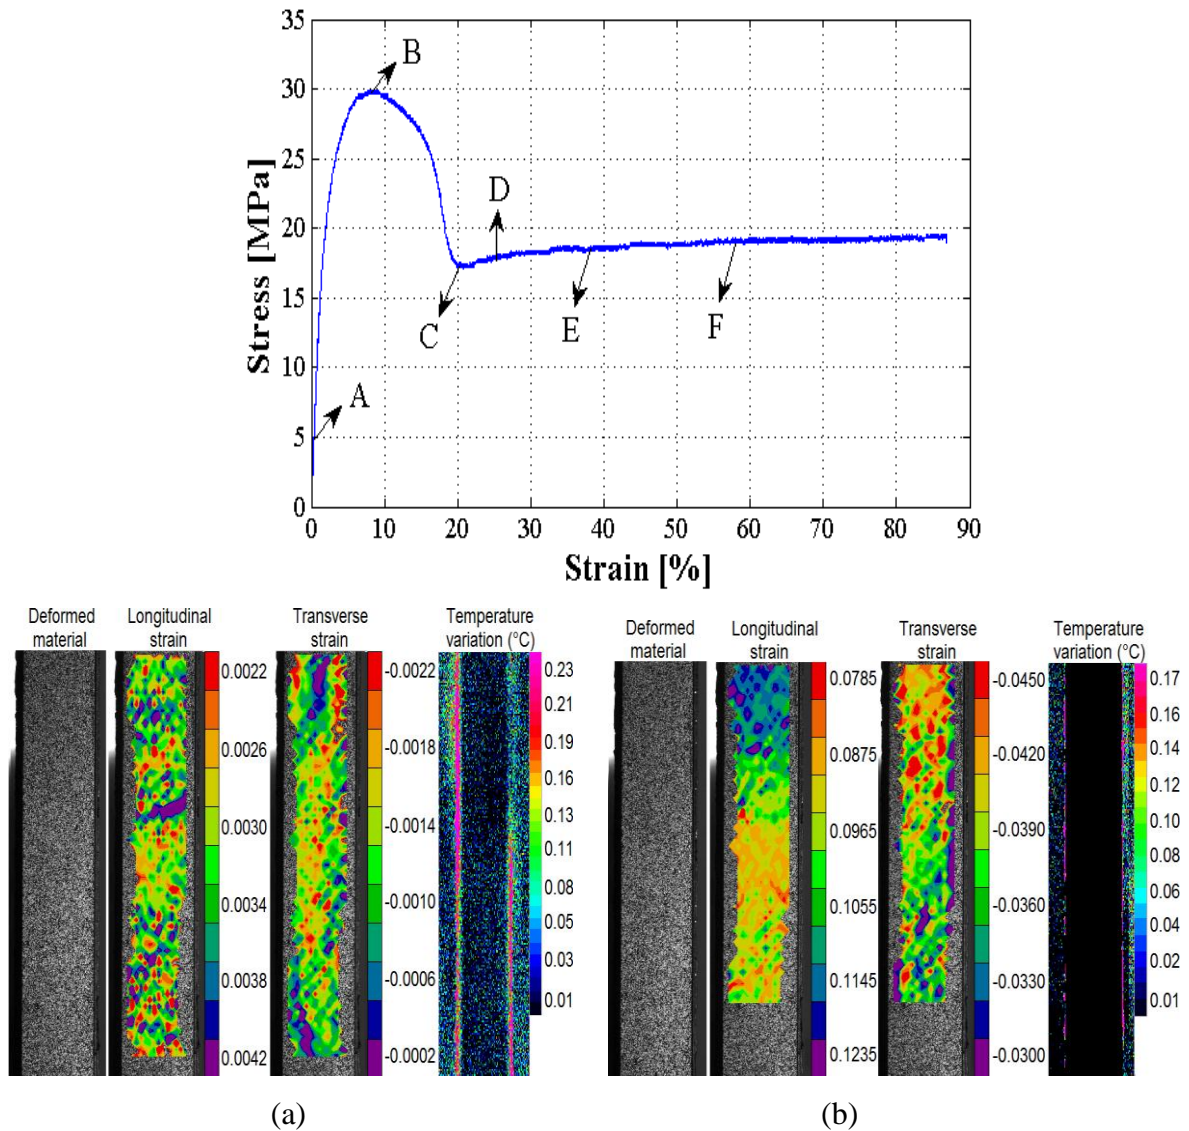 35
30
25
20
15
10
5
0
Stress [MPa]
A
B
C
D
E
F
0 10 20 30 40 50 60 70 80 90
Strain [%]
Deformed
material
Longitudinal
strain
0.0022
0.0026
0.0030
0.0034
0.0038
0.0042
Transverse
strain
-0.0022
-0.0018
-0.0014
-0.0010
-0.0006
-0.0002
Temperature
variation (°C)
0.23
0.21
0.19
0.17
0.16
0.14
0.13
0.11
0.08
0.05
0.03
0.01
(a)
Deformed
material
Longitudinal
strain
0.0785
0.0875
0.0965
0.1055
0.1145
0.1235
Transverse
strain
-0.0450
-0.0420
-0.0390
-0.0360
-0.0330
-0.0300
Temperature
variation (°C)
0.17
0.16
0.14
0.12
0.10
0.08
0.06
0.04
0.02
0.01
(b)